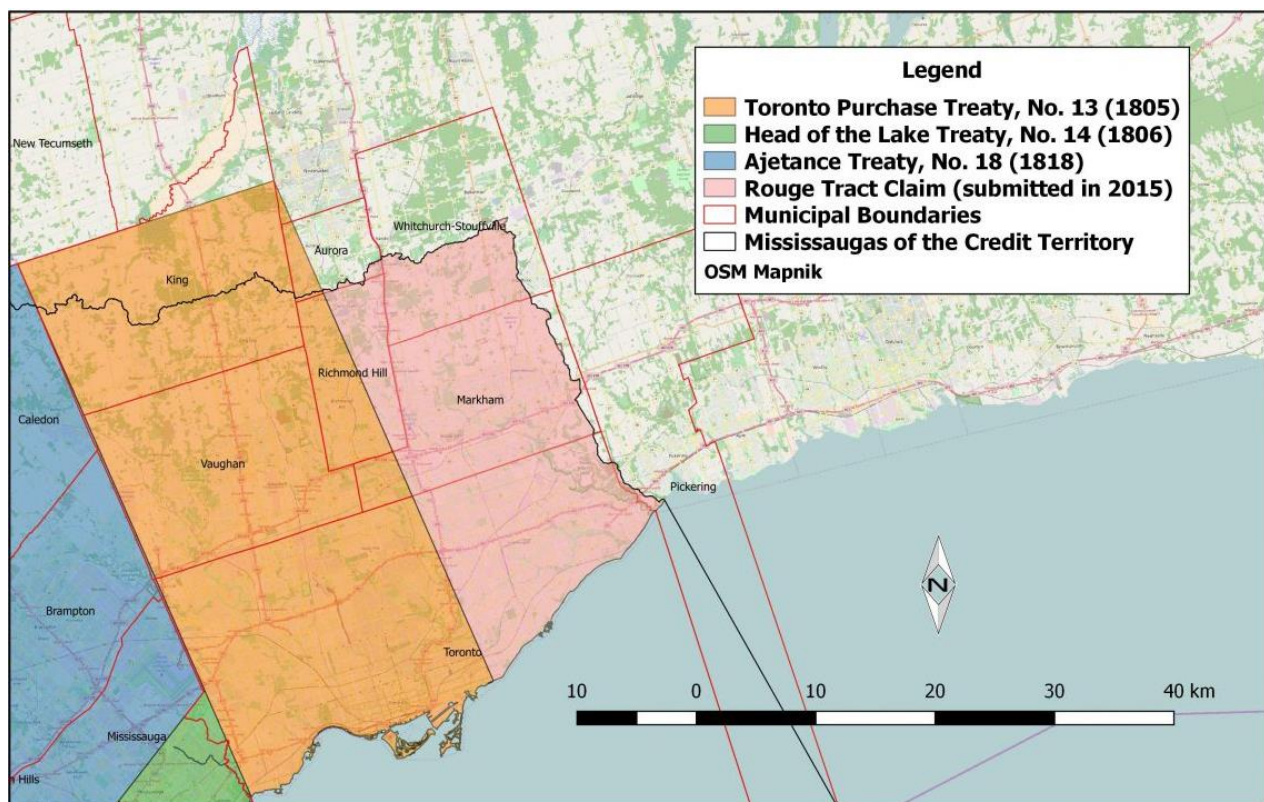 Legend
Toronto Purchase Treaty, No. 13 (1805)
Head of the Lake Treaty, No. 14 (1806)
Ajetance Treaty, No. 18 (1818)
Rouge Tract Claim (submitted in 2015)
Municipal Boundaries
Mississaugas of the Credit Territory
OSM Mapnik
New Tecumseth
Whitchurch-Stouffville
Aurora
King
Richmond Hill
Caledon
Markham
Vaughan
Pickering
Brampton
Toronto
Mississauga
Hills
N
10 0 10 20 30 40 km